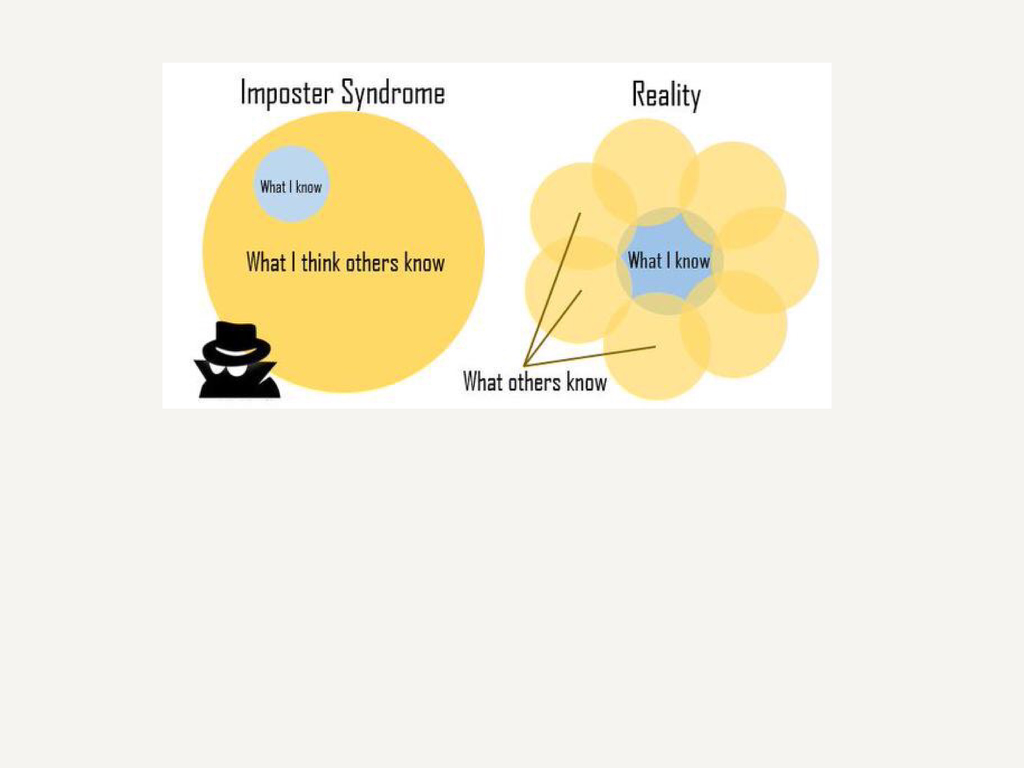 Imposter Syndrome
What I know
What I think others know
Reality
What I know
What others know